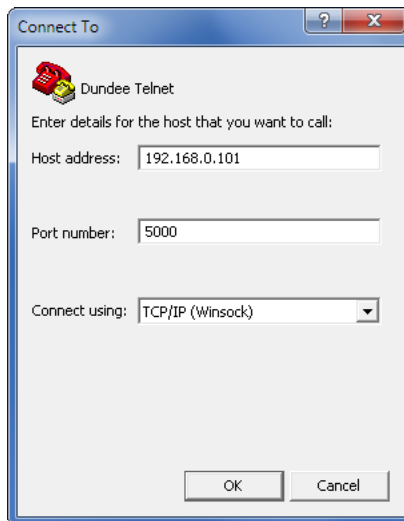 Connect To
Dundee Telnet
Enter details for the host that you want to call:
Host address: 192.168.0.101
Port number: 5000
Connect using: TCP/IP (Winsock)
OK Cancel